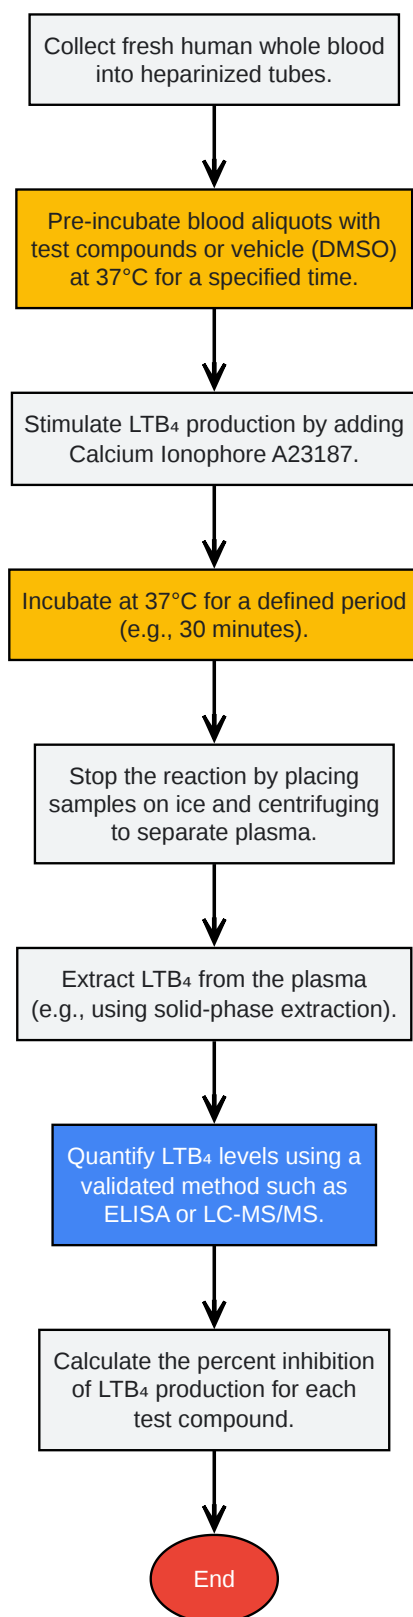 Collect fresh human whole blood
into heparinized tubes.
Pre-incubate blood aliquots with
test compounds or vehicle (DMSO)
at 37°C for a specified time.
Stimulate LTB₄ production by adding
Calcium Ionophore A23187.
Incubate at 37°C for a defined period
(e.g., 30 minutes).
Stop the reaction by placing
samples on ice and centrifuging
to separate plasma.
Extract LTB₄ from the plasma
(e.g., using solid-phase extraction).
Quantify LTB₄ levels using a
validated method such as
ELISA or LC-MS/MS.
Calculate the percent inhibition
of LTB₄ production for each
test compound.
End